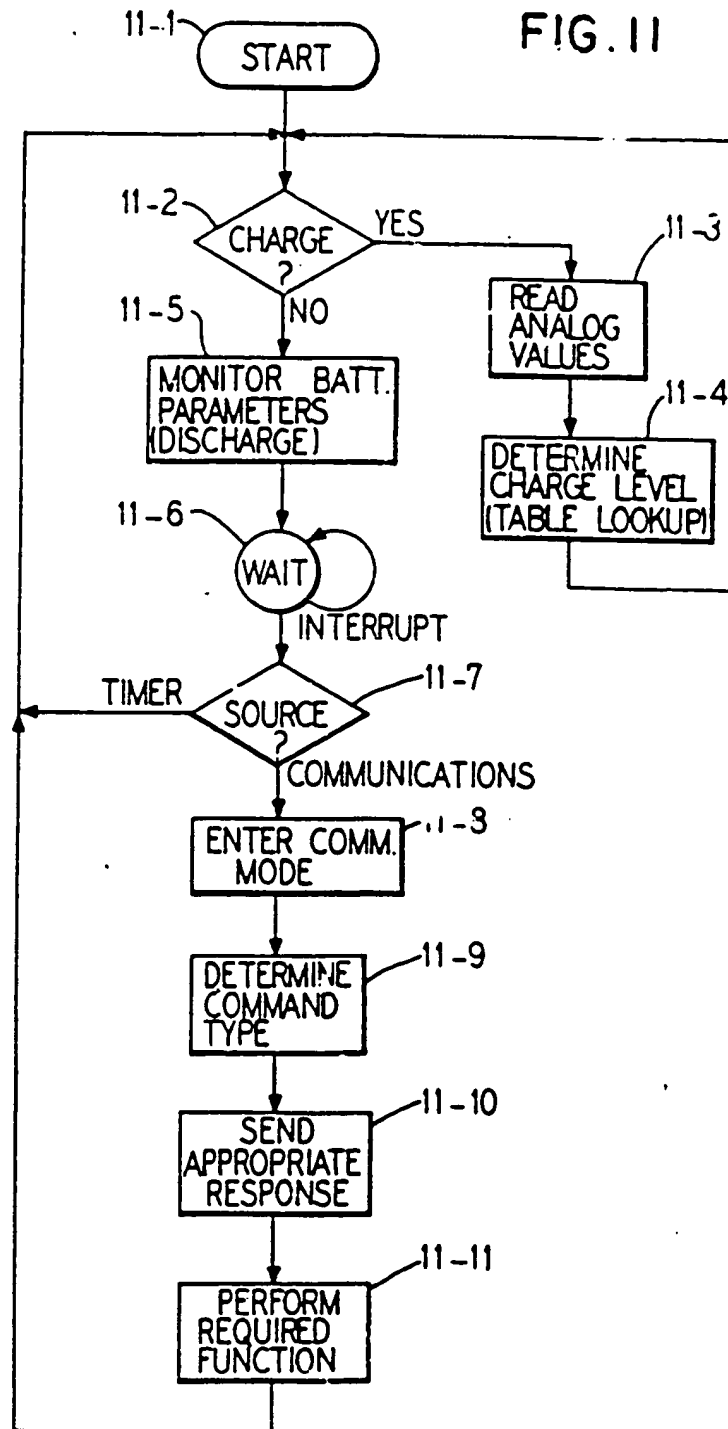 FIG. 11
11-1
START
11-2
CHARGE
?
YES
NO
11-3
READ
ANALOG
VALUES
11-4
DETERMINE
CHARGE LEVEL
(TABLE LOOKUP)
11-5
MONITOR BATT.
PARAMETERS
(DISCHARGE)
11-6
WAIT
INTERRUPT
TIMER
11-7
SOURCE
?
COMMUNICATIONS
11-8
ENTER COMM.
MODE
11-9
DETERMINE
COMMAND
TYPE
11-10
SEND
APPROPRIATE
RESPONSE
11-11
PERFORM
REQUIRED
FUNCTION